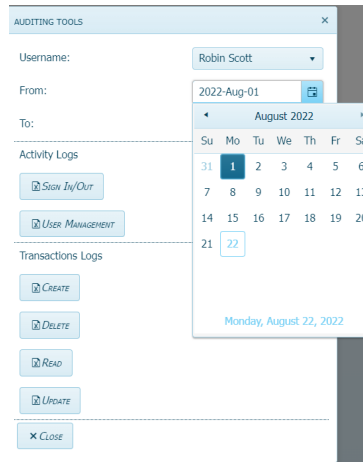 AUDITING TOOLS ×
Username: Robin Scott
From: 2022-Aug-01
August 2022
To:
Su Mo Tu We Th Fr Sa
31 1 2 3 4 5 6
Activity Logs
7 8 9 10 11 12 13
SIGN IN/OUT
14 15 16 17 18 19 20
USER MANAGEMENT
21 22
Transactions Logs
CREATE
DELETE
Monday, August 22, 2022
READ
UPDATE
× CLOSE